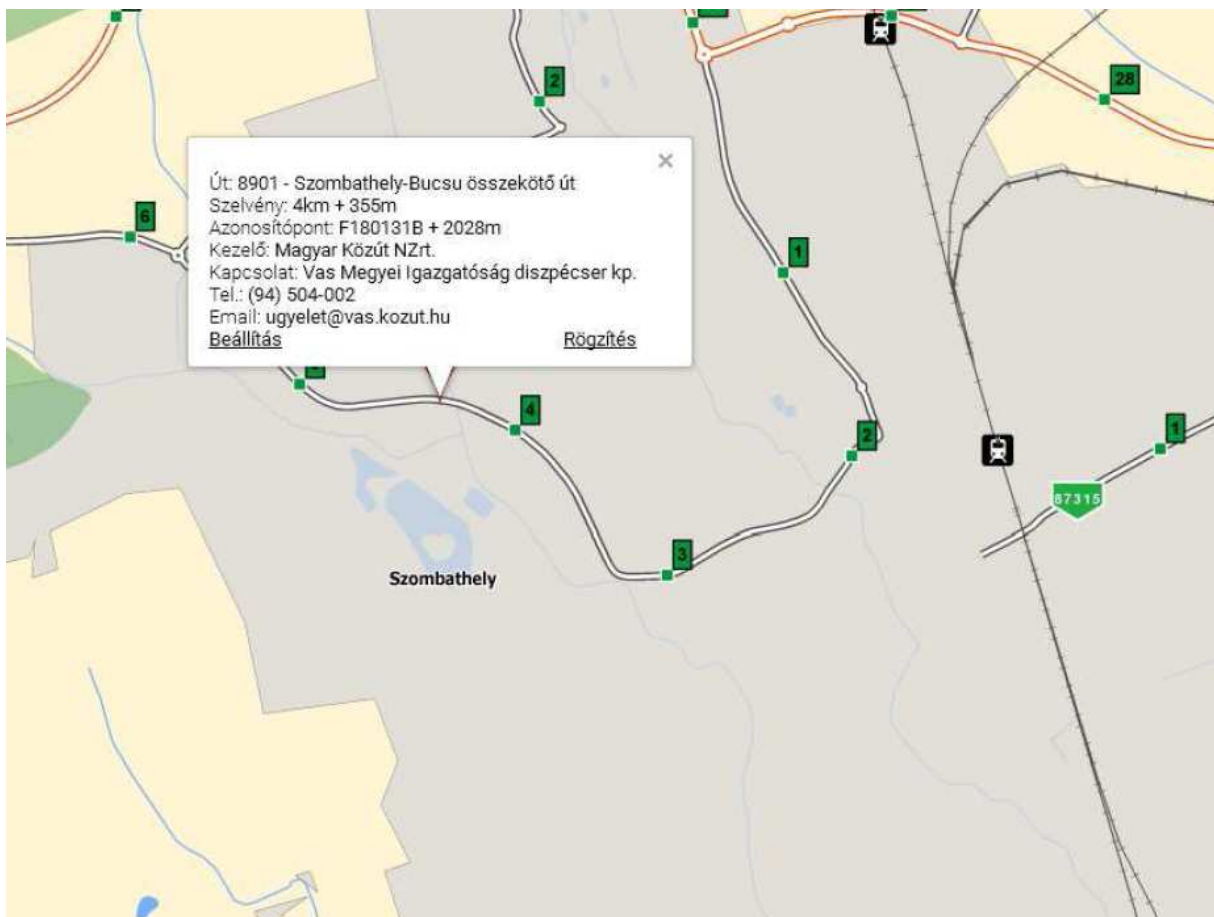 28
2
Út: 8901 - Szombathely-Bucsu összekötő út
Szelvény: 4km + 355m
Azonosítópont: F180131B + 2028m
Kezelő: Magyar Közút NZrt.
Kapcsolat: Vas Megyei Igazgatóság diszpécser kp.
Tel.: (94) 504-002
Email: ugyelet@vas.kozut.hu
Beállítás Rögzítés
6
1
4
2
1
87315
3
Szombathely